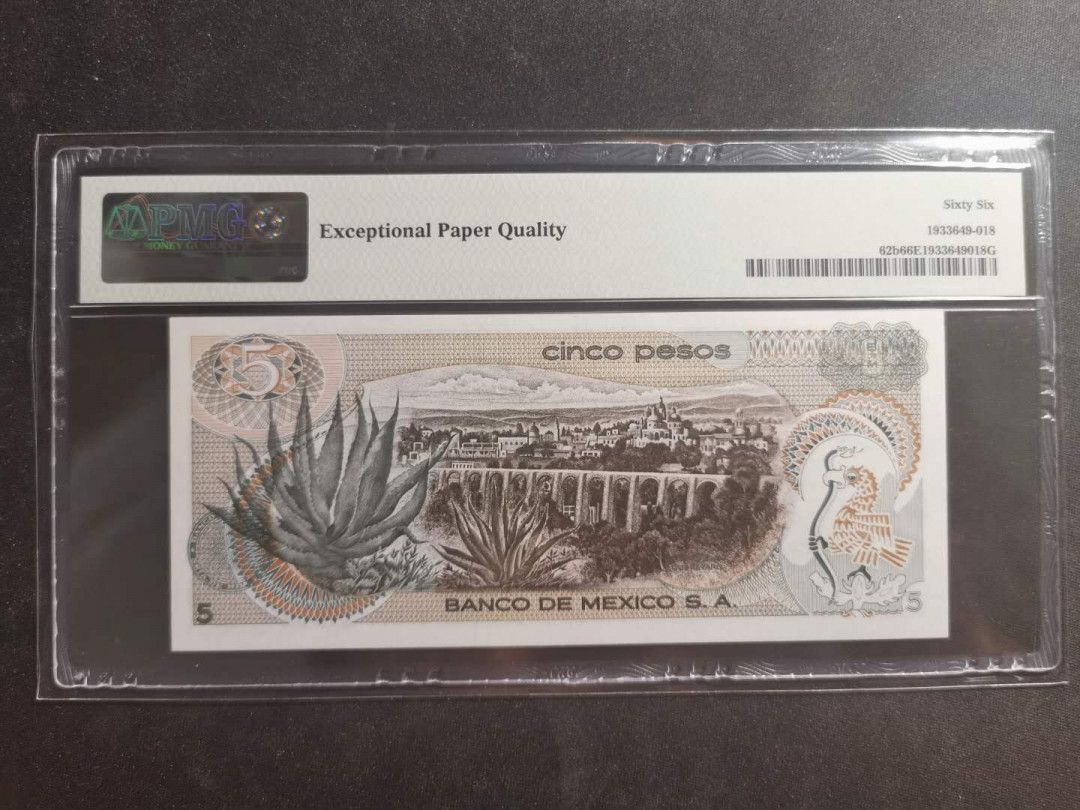 PMG
MONEY GUARANTY
Exceptional Paper Quality
Sixty Six
1933649-018
62b66E1933649018G
5
cinco pesos
QUERETARO
BANCO DE MEXICO S. A.
5
5